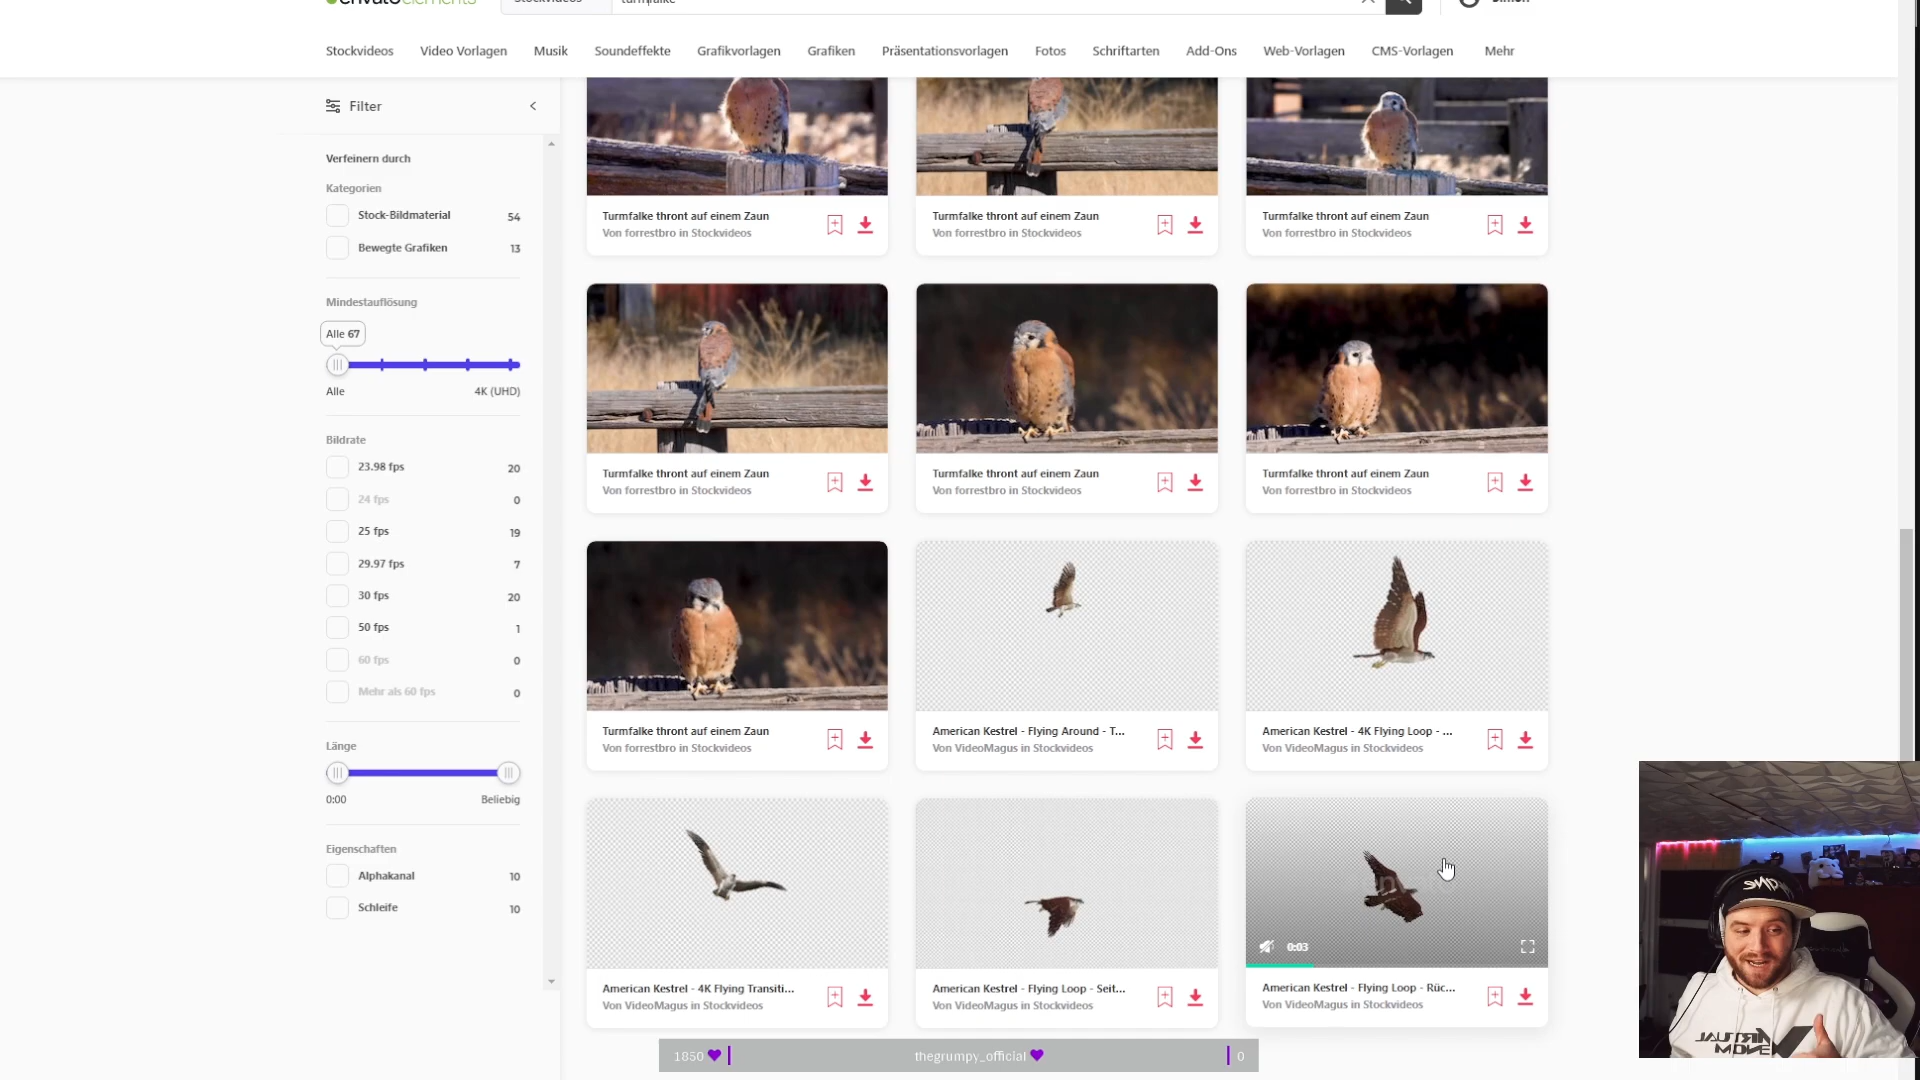 envatoelements
Stockvideos
turmfalke
Simon
Stockvideos
Video Vorlagen
Musik
Soundeffekte
Grafikvorlagen
Grafiken
Präsentationsvorlagen
Fotos
Schriftarten
Add-Ons
Web-Vorlagen
CMS-Vorlagen
Mehr
Filter
Verfeinern durch
Kategorien
Stock-Bildmaterial 54
Bewegte Grafiken 13
Mindestauflösung
Alle 67
Alle 4K (UHD)
Bildrate
23.98 fps 20
24 fps 0
25 fps 19
29.97 fps 7
30 fps 20
50 fps 1
60 fps 0
Mehr als 60 fps 0
Länge
0:00 Beliebig
Eigenschaften
Alphakanal 10
Schleife 10
Turmfalke thront auf einem Zaun
Von forrestbro in Stockvideos
Turmfalke thront auf einem Zaun
Von forrestbro in Stockvideos
Turmfalke thront auf einem Zaun
Von forrestbro in Stockvideos
Turmfalke thront auf einem Zaun
Von forrestbro in Stockvideos
Turmfalke thront auf einem Zaun
Von forrestbro in Stockvideos
Turmfalke thront auf einem Zaun
Von forrestbro in Stockvideos
Turmfalke thront auf einem Zaun
Von forrestbro in Stockvideos
American Kestrel - Flying Around - T...
Von VideoMagus in Stockvideos
American Kestrel - 4K Flying Loop - ...
Von VideoMagus in Stockvideos
American Kestrel - 4K Flying Transiti...
Von VideoMagus in Stockvideos
American Kestrel - Flying Loop - Seit...
Von VideoMagus in Stockvideos
0:03
American Kestrel - Flying Loop - Rüc...
Von VideoMagus in Stockvideos
1850
thegrumpy_official
0